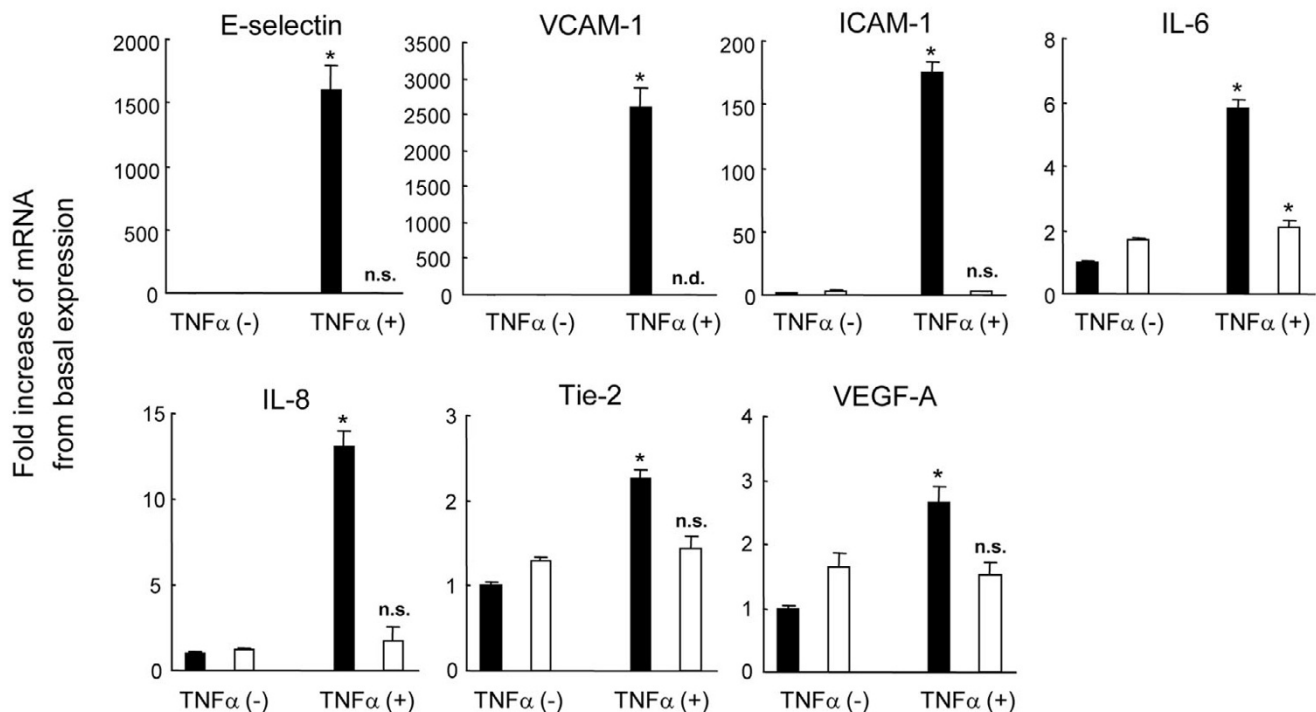 Fold increase of mRNA
from basal expression
E-selectin
2000
1500
1000
500
0
*
n.s.
TNFα (-) TNFα (+)
VCAM-1
3500
3000
2500
2000
1500
1000
500
0
*
n.d.
TNFα (-) TNFα (+)
ICAM-1
200
150
100
50
0
*
n.s.
TNFα (-) TNFα (+)
IL-6
8
6
4
2
0
*
*
TNFα (-) TNFα (+)
IL-8
15
10
5
0
*
n.s.
TNFα (-) TNFα (+)
Tie-2
3
2
1
0
*
n.s.
TNFα (-) TNFα (+)
VEGF-A
4
3
2
1
0
*
n.s.
TNFα (-) TNFα (+)